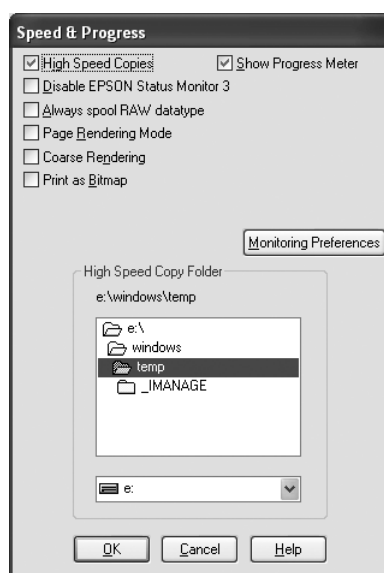 Speed & Progress
High Speed Copies Show Progress Meter
Disable EPSON Status Monitor 3
Always spool RAW datatype
Page Rendering Mode
Coarse Rendering
Print as Bitmap
Monitoring Preferences
High Speed Copy Folder
e:\windows\temp
e:\
windows
temp
_IMANAGE
e:
OK Cancel Help